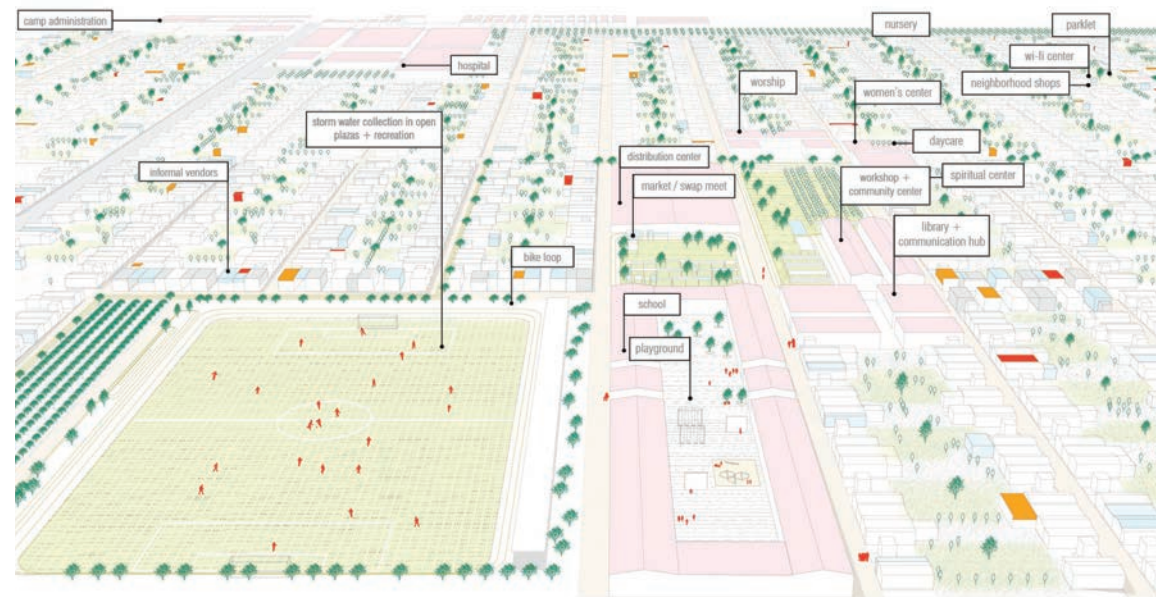 camp administration
nursery
parklet
hospital
wi-li center
neighborhood shops
worship
women's center
storm water collection in open
plazas + recreation
daycare
distribution center
informal vendors
market / swap meet
workshop +
community center
spiritual center
library +
communication hub
bike loop
school
playground